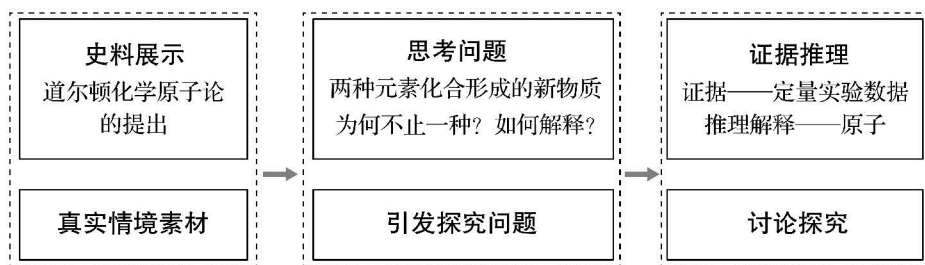 史料展示
道尔顿化学原子论
的提出
真实情境素材
思考问题
两种元素化合形成的新物质
为何不止一种？如何解释？
引发探究问题
证据推理
证据——定量实验数据
推理解释——原子
讨论探究